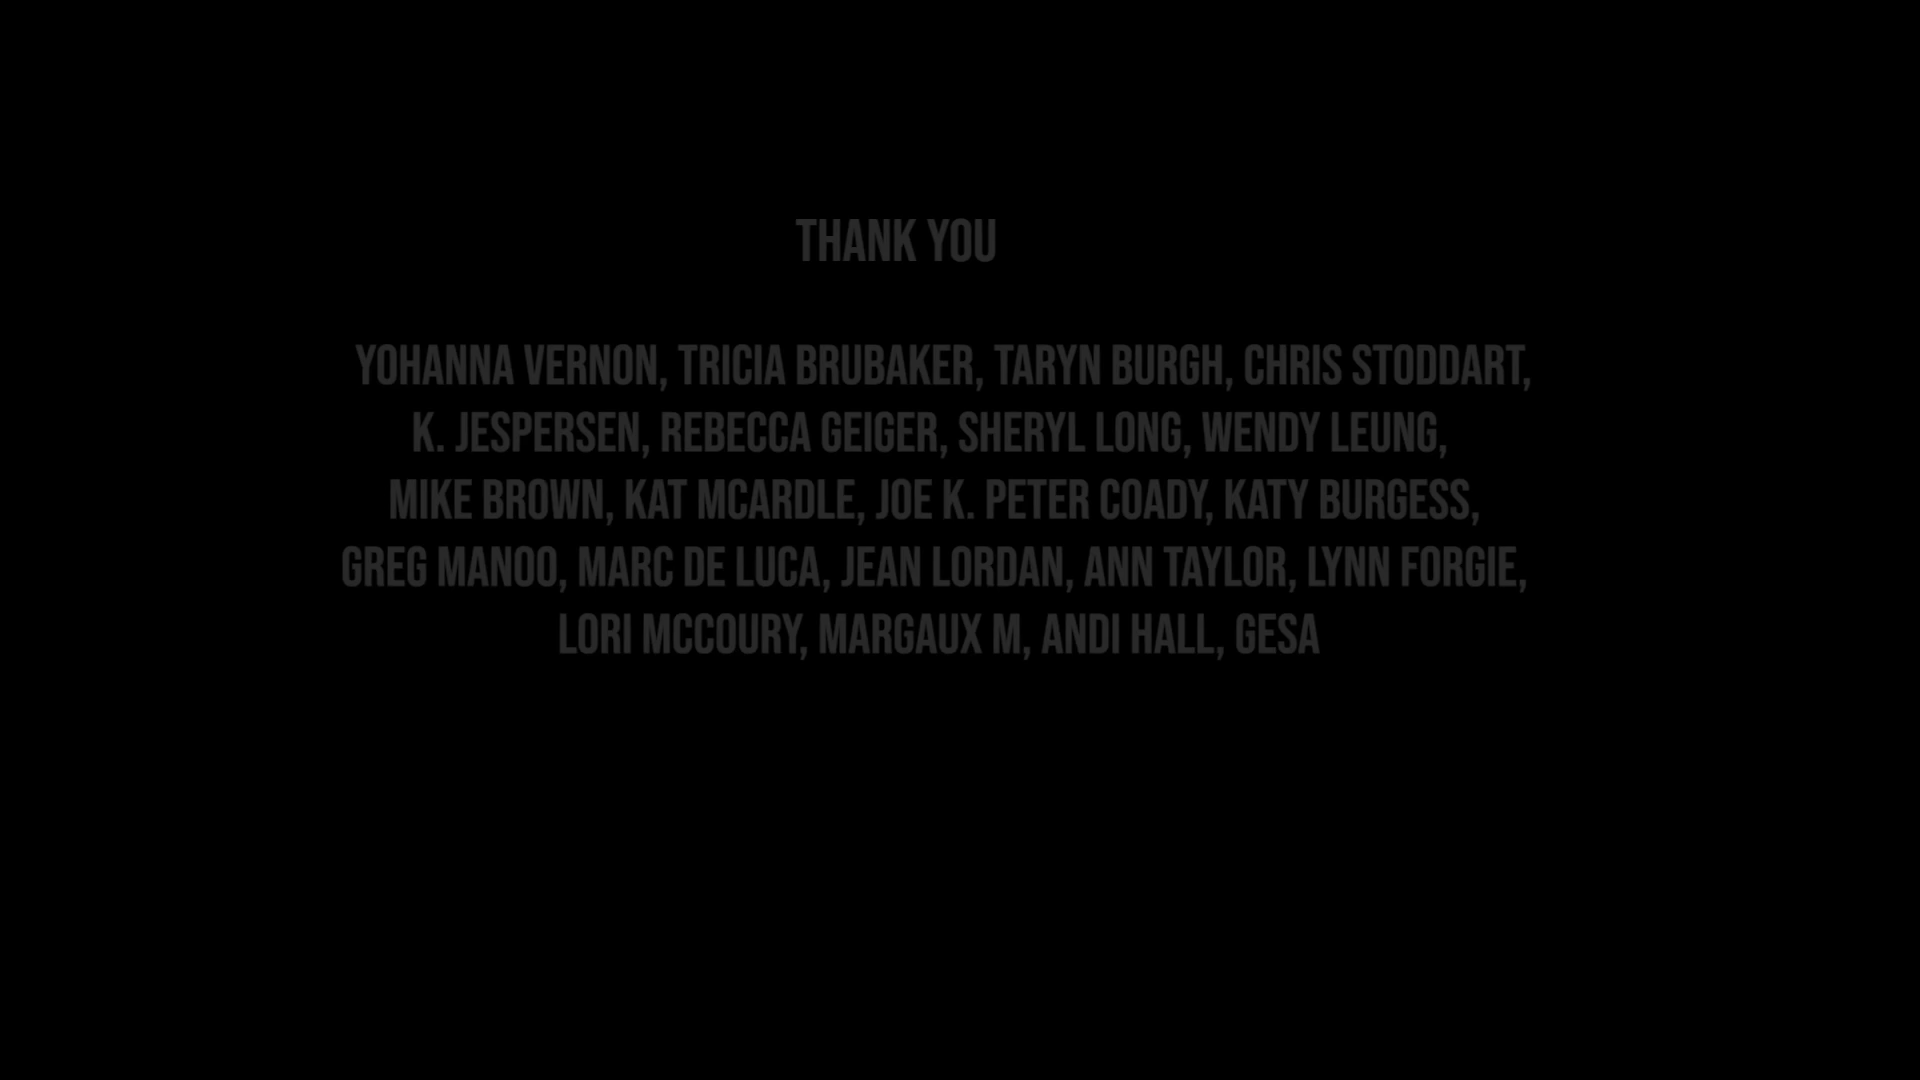 THANK YOU
YOHANNA VERNON, TRICIA BRUBAKER, TARYN BURGH, CHRIS STODDART,
K. JESPERSEN, REBECCA GEIGER, SHERYL LONG, WENDY LEUNG,
MIKE BROWN, KAT MCARDLE, JOE K. PETER COADY, KATY BURGESS,
GREG MANOO, MARC DE LUCA, JEAN LORDAN, ANN TAYLOR, LYNN FORGIE,
LORI MCCOURY, MARGAUX M, ANDI HALL, GESA